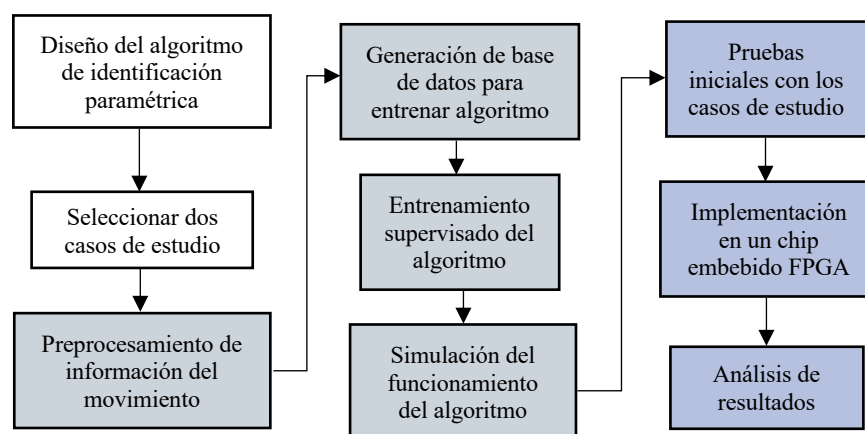 Diseño del algoritmo
de identificación
paramétrica
Seleccionar dos
casos de estudio
Preprocesamiento de
información del
movimiento
Generación de base
de datos para
entrenar algoritmo
Entrenamiento
supervisado del
algoritmo
Simulación del
funcionamiento
del algoritmo
Pruebas
iniciales con los
casos de estudio
Implementación
en un chip
embebido FPGA
Análisis de
resultados